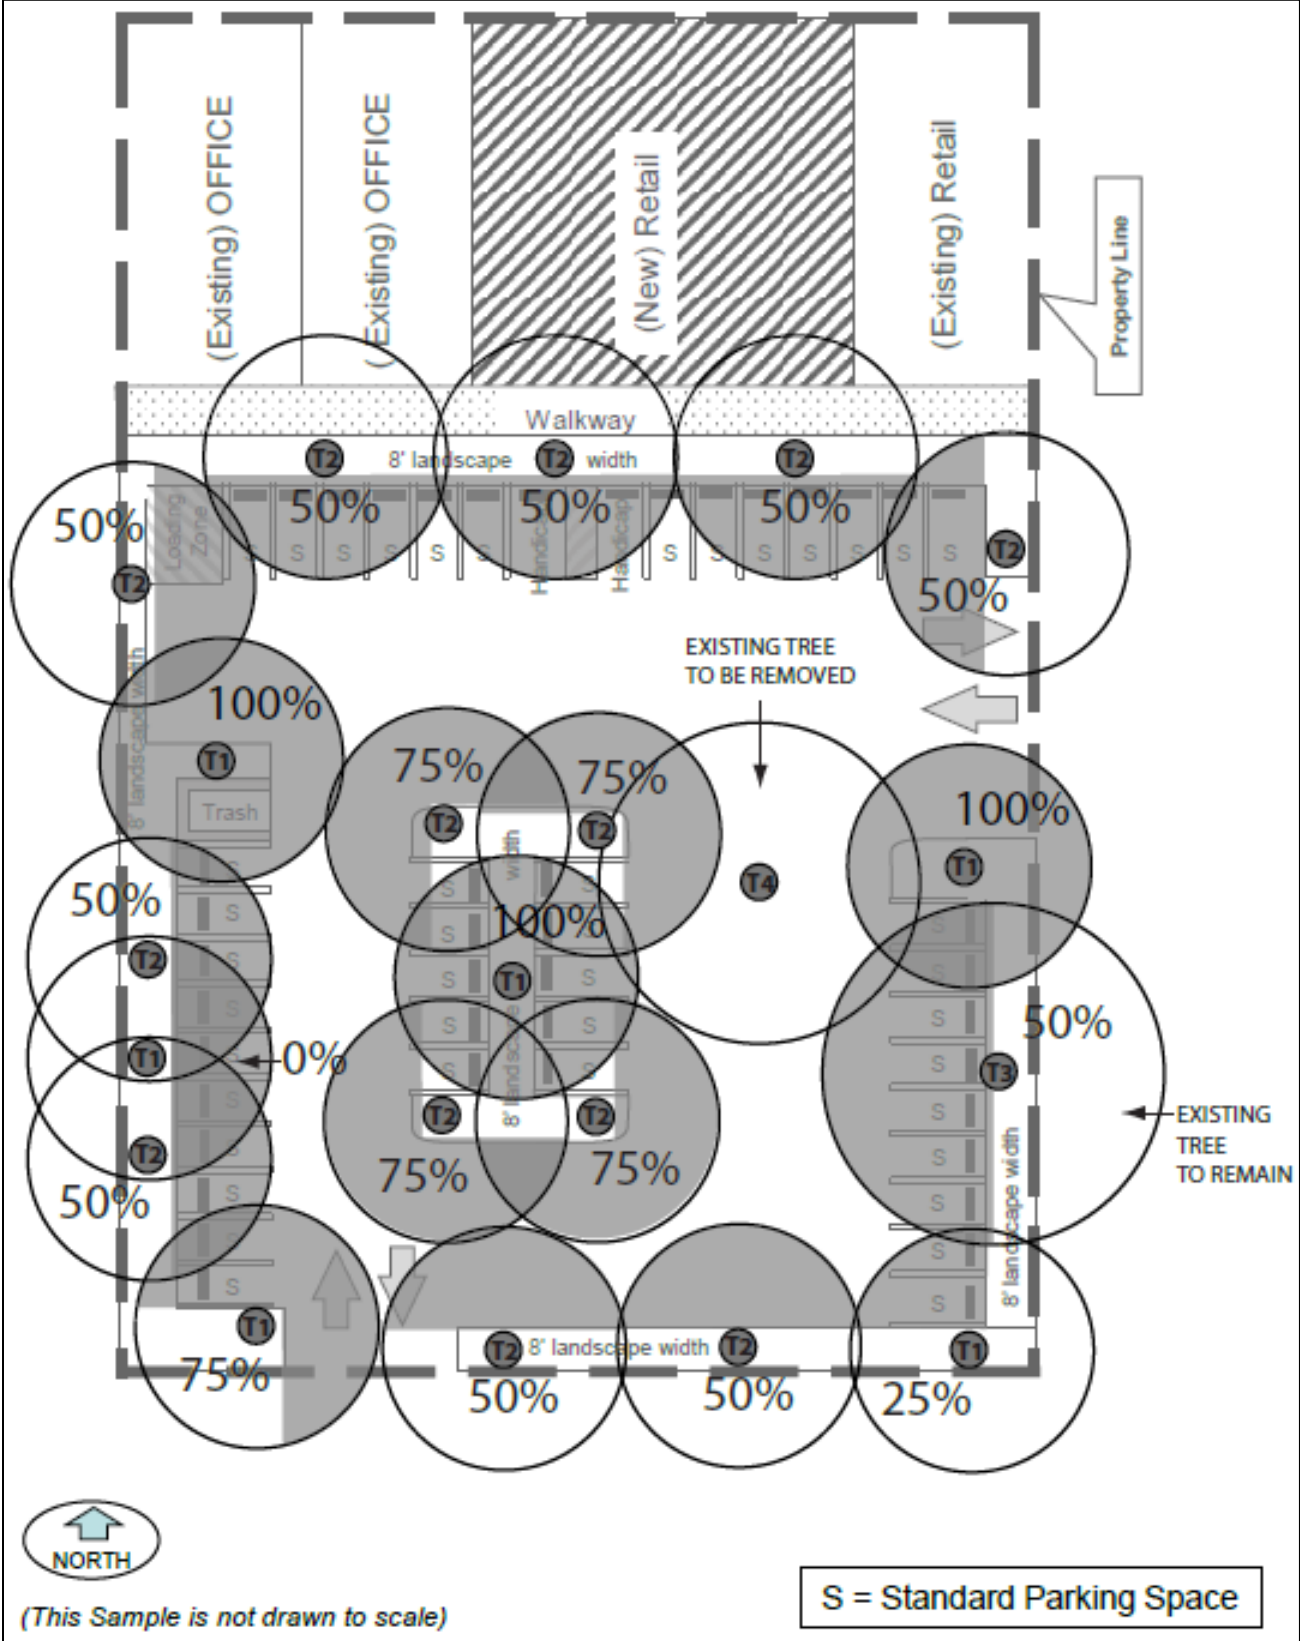 (Existing) OFFICE
(Existing) OFFICE
(New) Retail
(Existing) Retail
Property Line
Walkway
T2
8' landscape
T2
width
T2
50%
50%
50%
50%
Loading
Zone
S
S
S
S
S
S
Handicap
Handicap
S
S
S
S
S
S
S
T2
T2
50%
EXISTING TREE
TO BE REMOVED
8' landscape width
100%
T1
Trash
75%
75%
T2
T2
width
T4
100%
T1
50%
T2
S
S
S
S
S
S
S
S
S
S
T1
0%
T2
50%
S
S
S
S
S
S
S
S
S
S
100%
T1
8' landscape
T2
T2
75%
75%
S
S
S
S
S
S
S
S
S
50%
T3
EXISTING
TREE
TO REMAIN
8' landscape width
T1
75%
T2
8' landscape width
T2
T1
50%
50%
25%
NORTH
(This Sample is not drawn to scale)
S = Standard Parking Space